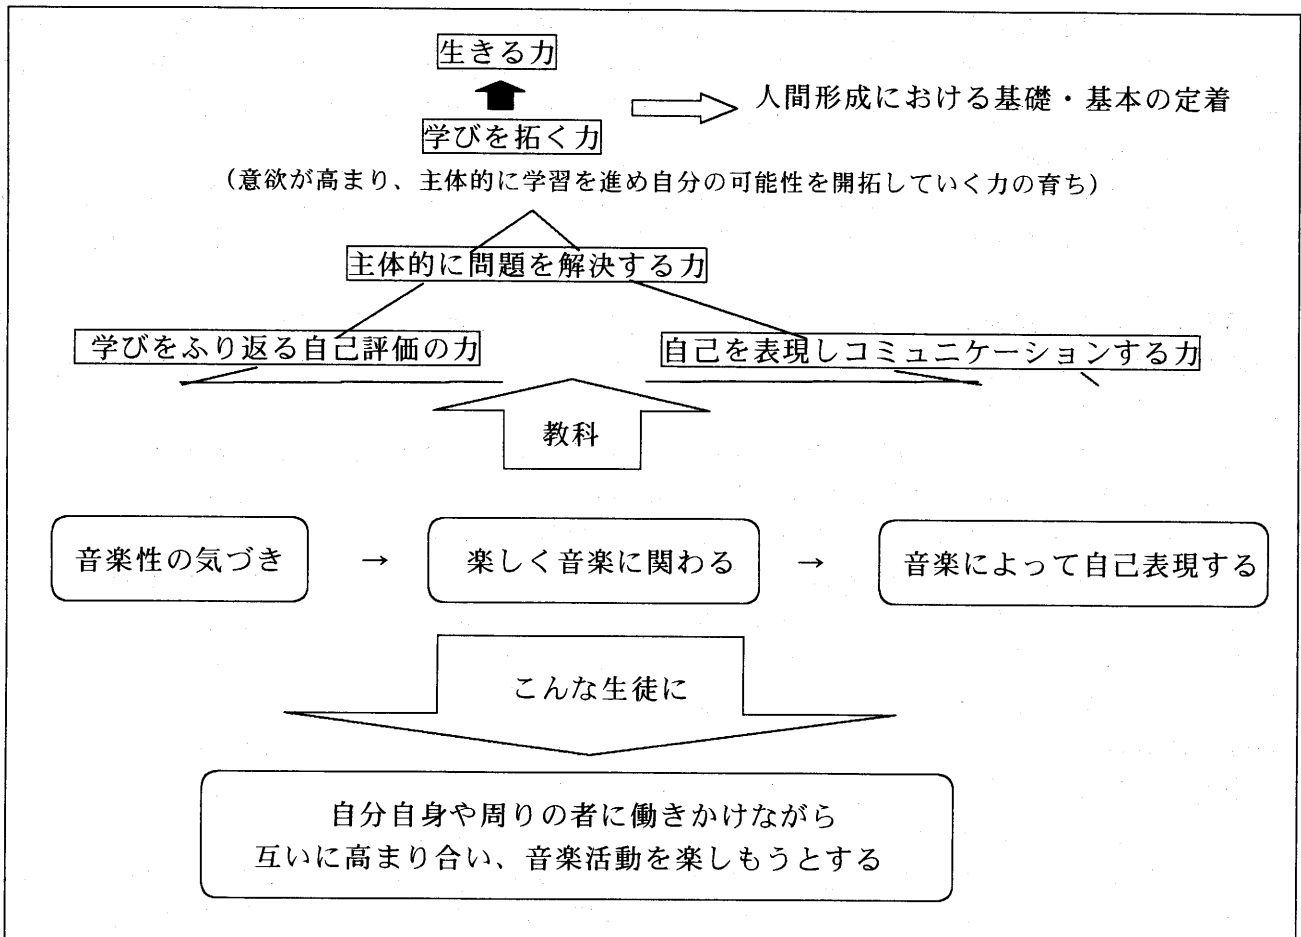 生きる力
人間形成における基礎・基本の定着
学びを拓く力
（意欲が高まり、主体的に学習を進め自分の可能性を開拓していく力の育ち）
主体的に問題を解決する力
学びをふり返る自己評価の力
自己を表現しコミュニケーションする力
教科
音楽性の気づき → 楽しく音楽に関わる → 音楽によって自己表現する
こんな生徒に
自分自身や周りの者に働きかけながら
互いに高まり合い、音楽活動を楽しもうとする